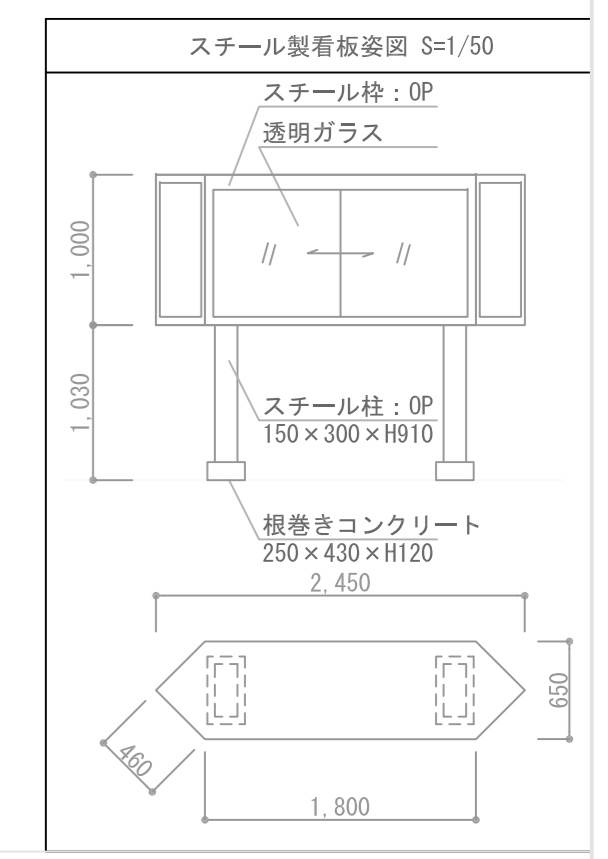 スチール製看板姿図 S=1/50
スチール枠：OP
透明ガラス
1,000
1,030
スチール柱：OP
150×300×H910
根巻きコンクリート
250×430×H120
2,450
650
460
1,800